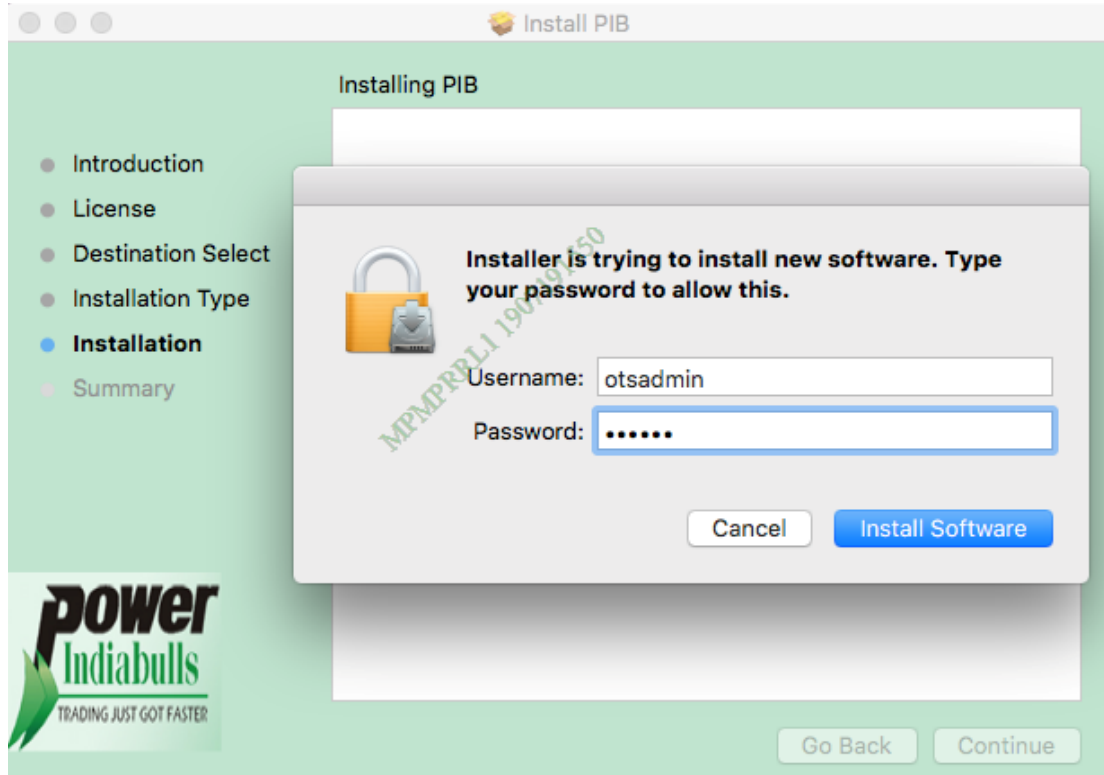 Install PIB
Installing PIB
Introduction
License
Destination Select
Installation Type
Installation
Summary
Installer is trying to install new software. Type
your password to allow this.
Username: otsadmin
Password: ••••••
Cancel
Install Software
power
Indiabulls
TRADING JUST GOT FASTER
Go Back
Continue